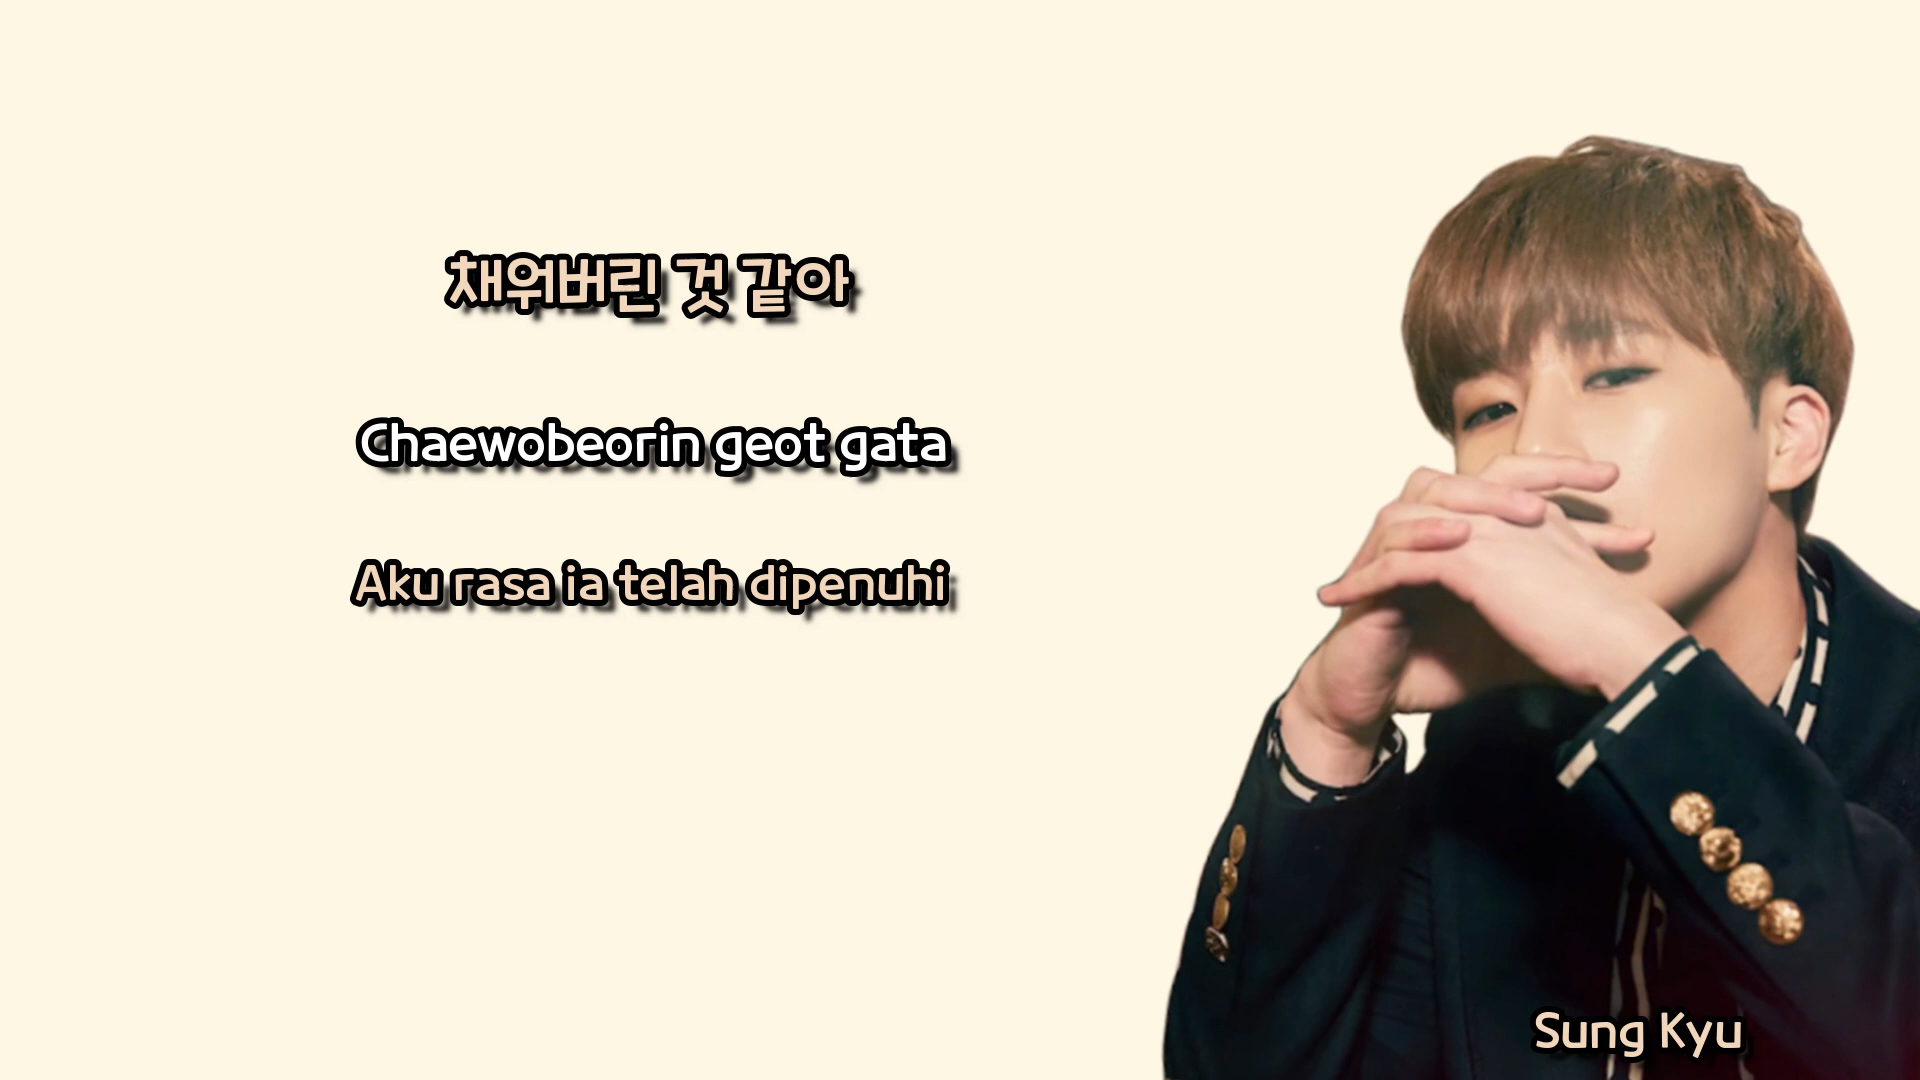 채워버린 것 같아
Chaewobeorin geot gata
Aku rasa ia telah dipenuhi
Sung Kyu